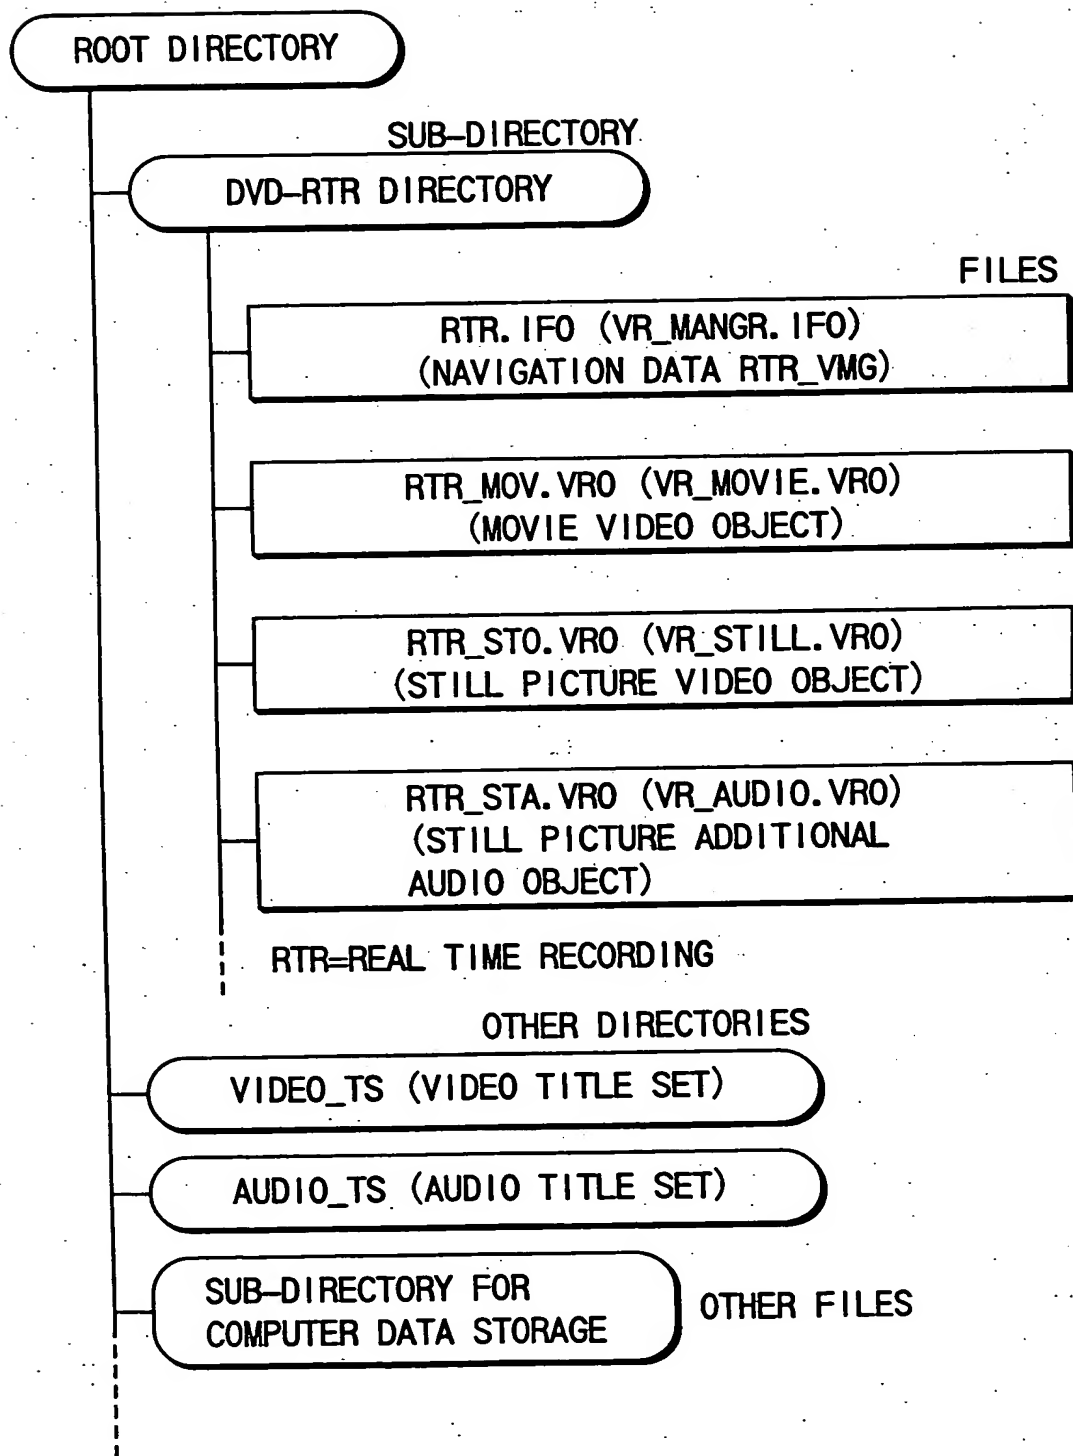 ROOT DIRECTORY
SUB-DIRECTORY
DVD-RTR DIRECTORY
FILES
RTR.IFO (VR_MANGR.IFO)
(NAVIGATION DATA RTR_VMG)
RTR_MOV.VRO (VR_MOVIE.VRO)
(MOVIE VIDEO OBJECT)
RTR_STO.VRO (VR_STILL.VRO)
(STILL PICTURE VIDEO OBJECT)
RTR_STA.VRO (VR_AUDIO.VRO)
(STILL PICTURE ADDITIONAL
AUDIO OBJECT)
RTR=REAL TIME RECORDING
OTHER DIRECTORIES
VIDEO_TS (VIDEO TITLE SET)
AUDIO_TS (AUDIO TITLE SET)
SUB-DIRECTORY FOR
COMPUTER DATA STORAGE
OTHER FILES